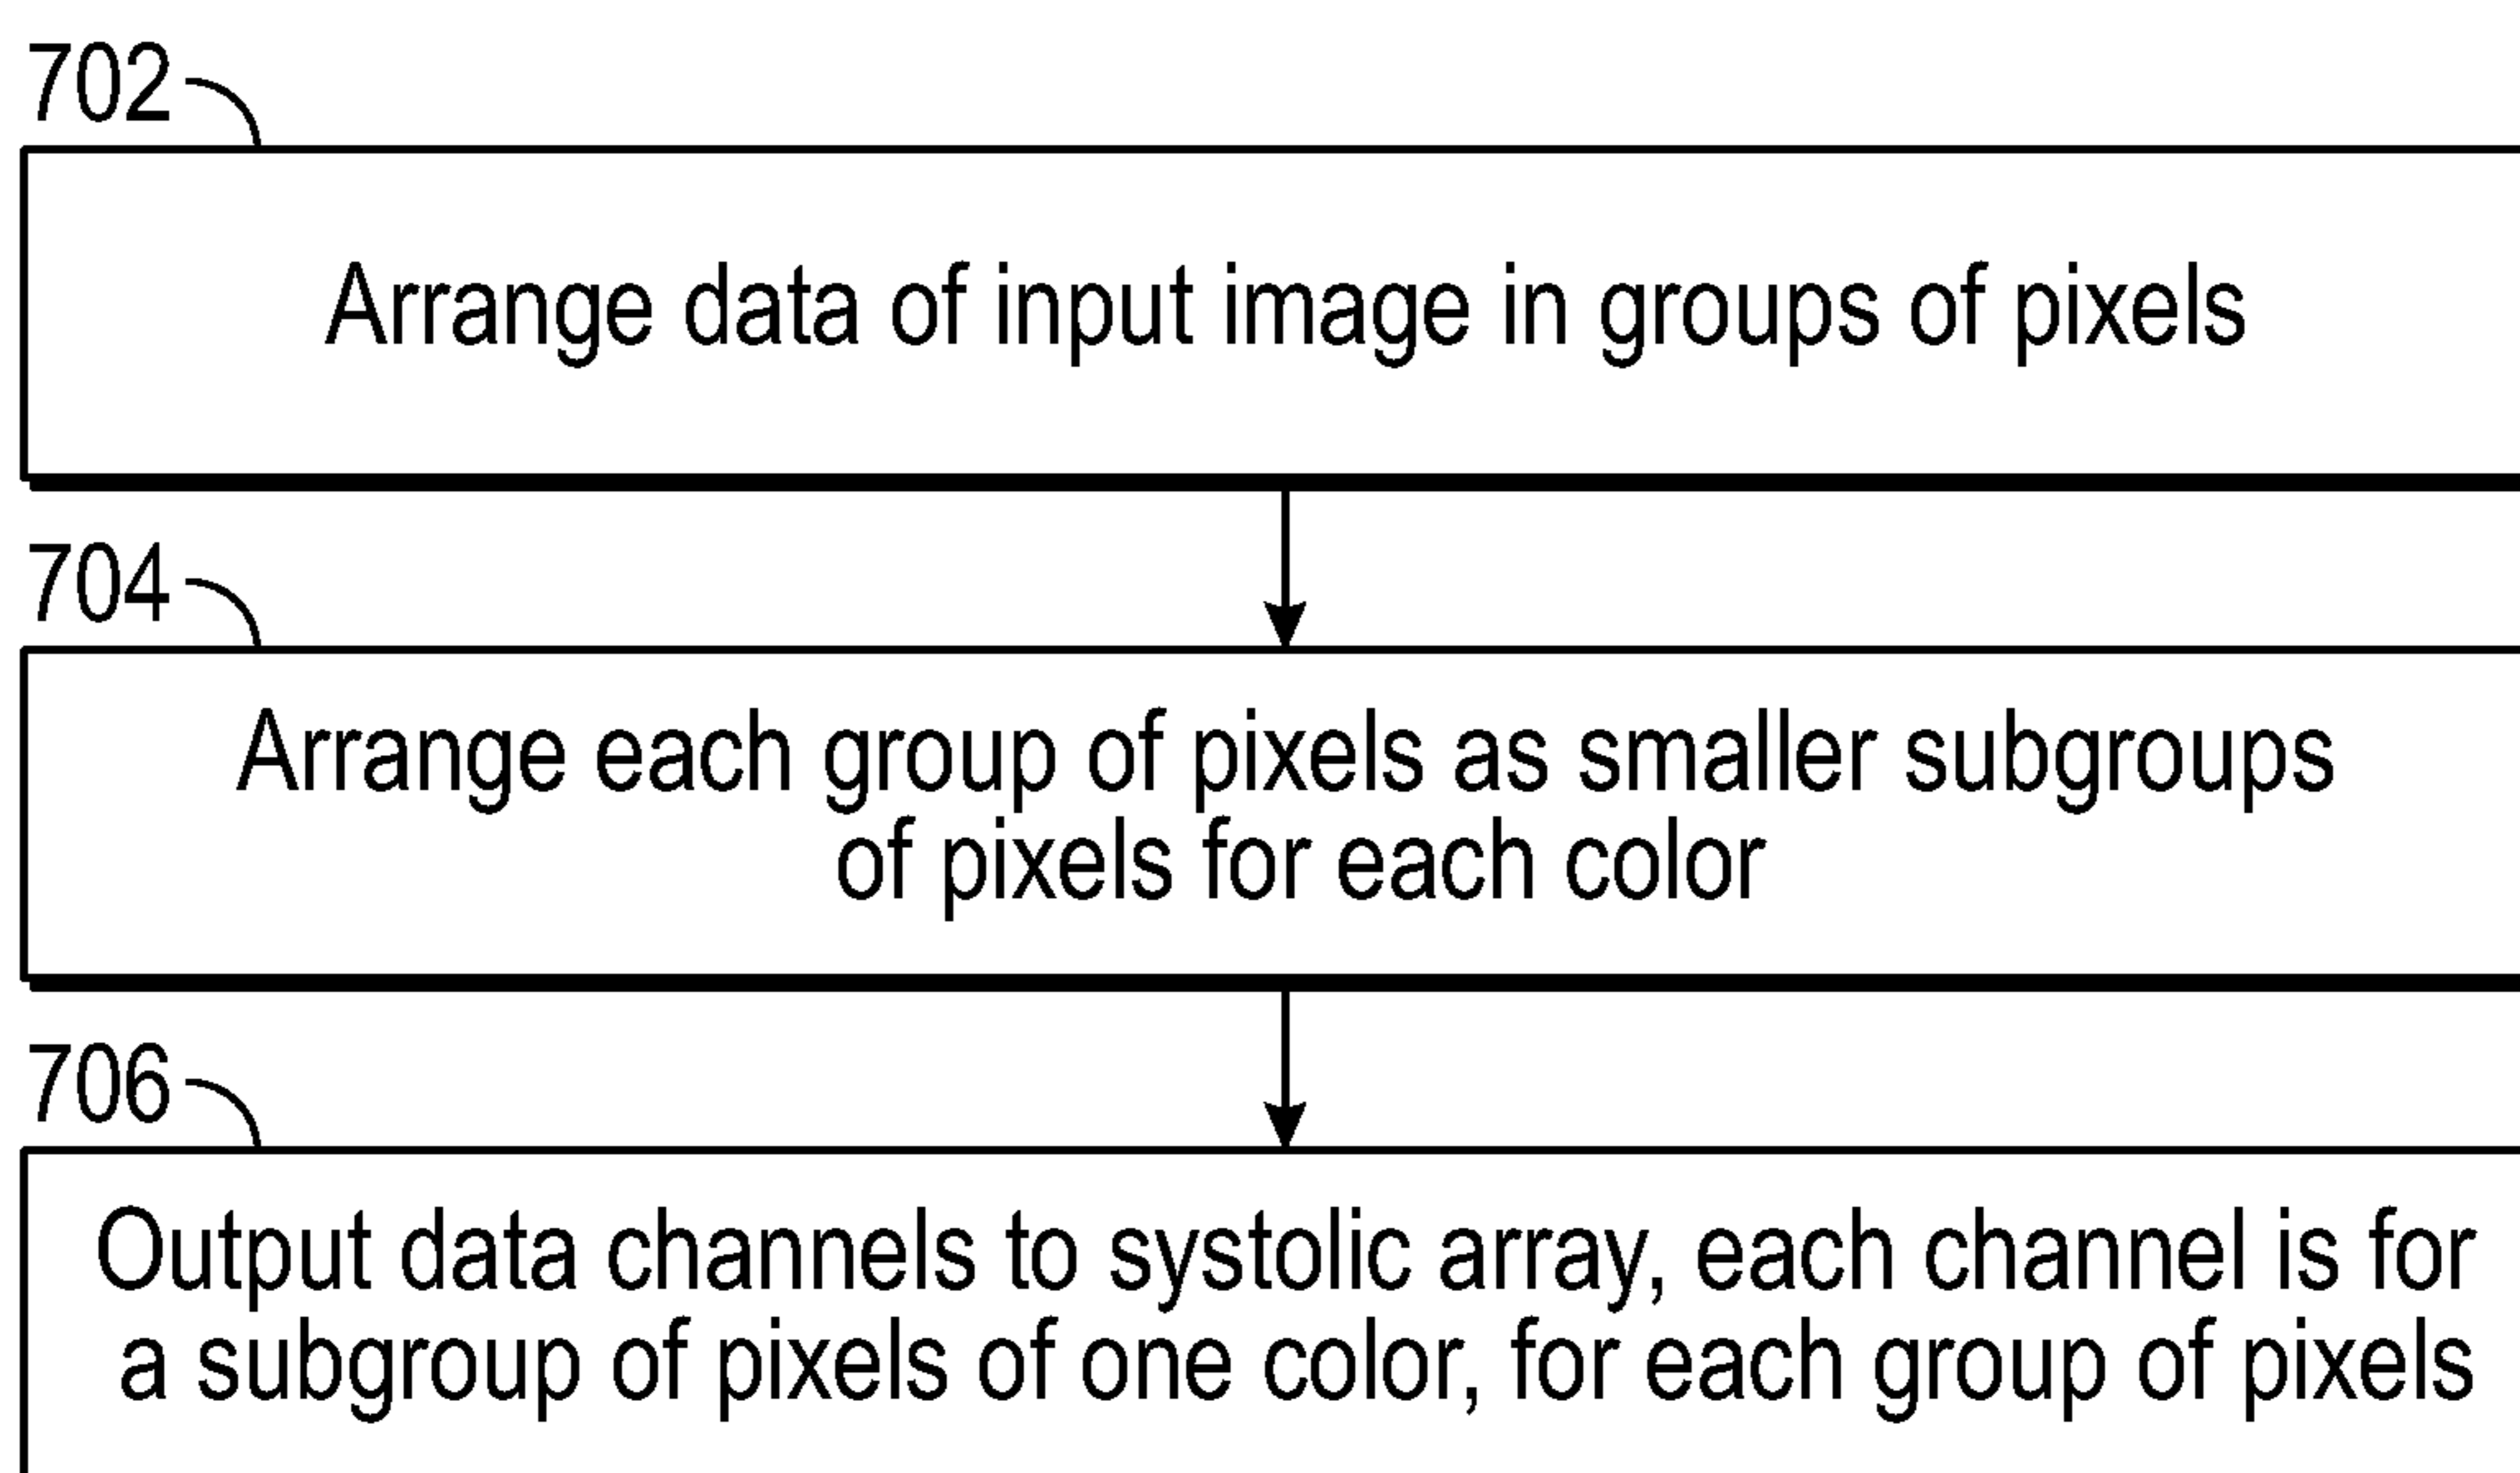 702
Arrange data of input image in groups of pixels
704
Arrange each group of pixels as smaller subgroups
of pixels for each color
706
Output data channels to systolic array, each channel is for
a subgroup of pixels of one color, for each group of pixels